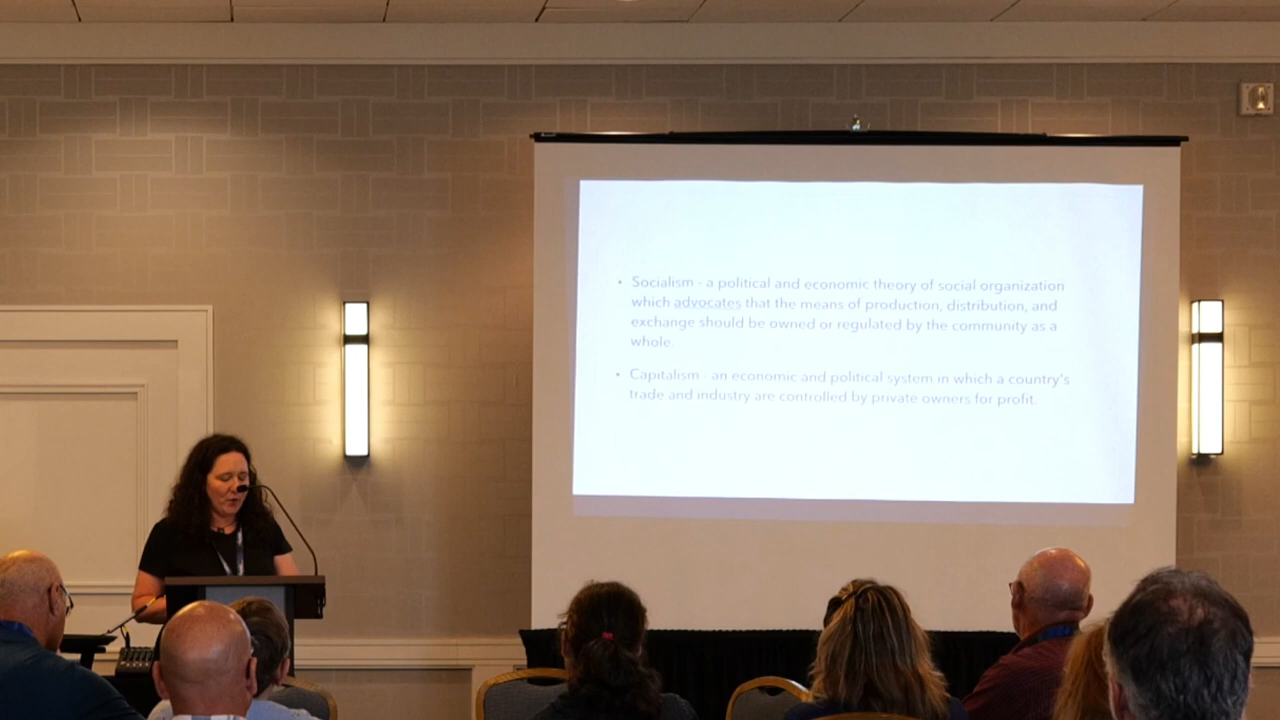 • Socialism - a political and economic theory of social organization
which advocates that the means of production, distribution, and
exchange should be owned or regulated by the community as a
whole.
• Capitalism - an economic and political system in which a country's
trade and industry are controlled by private owners for profit.